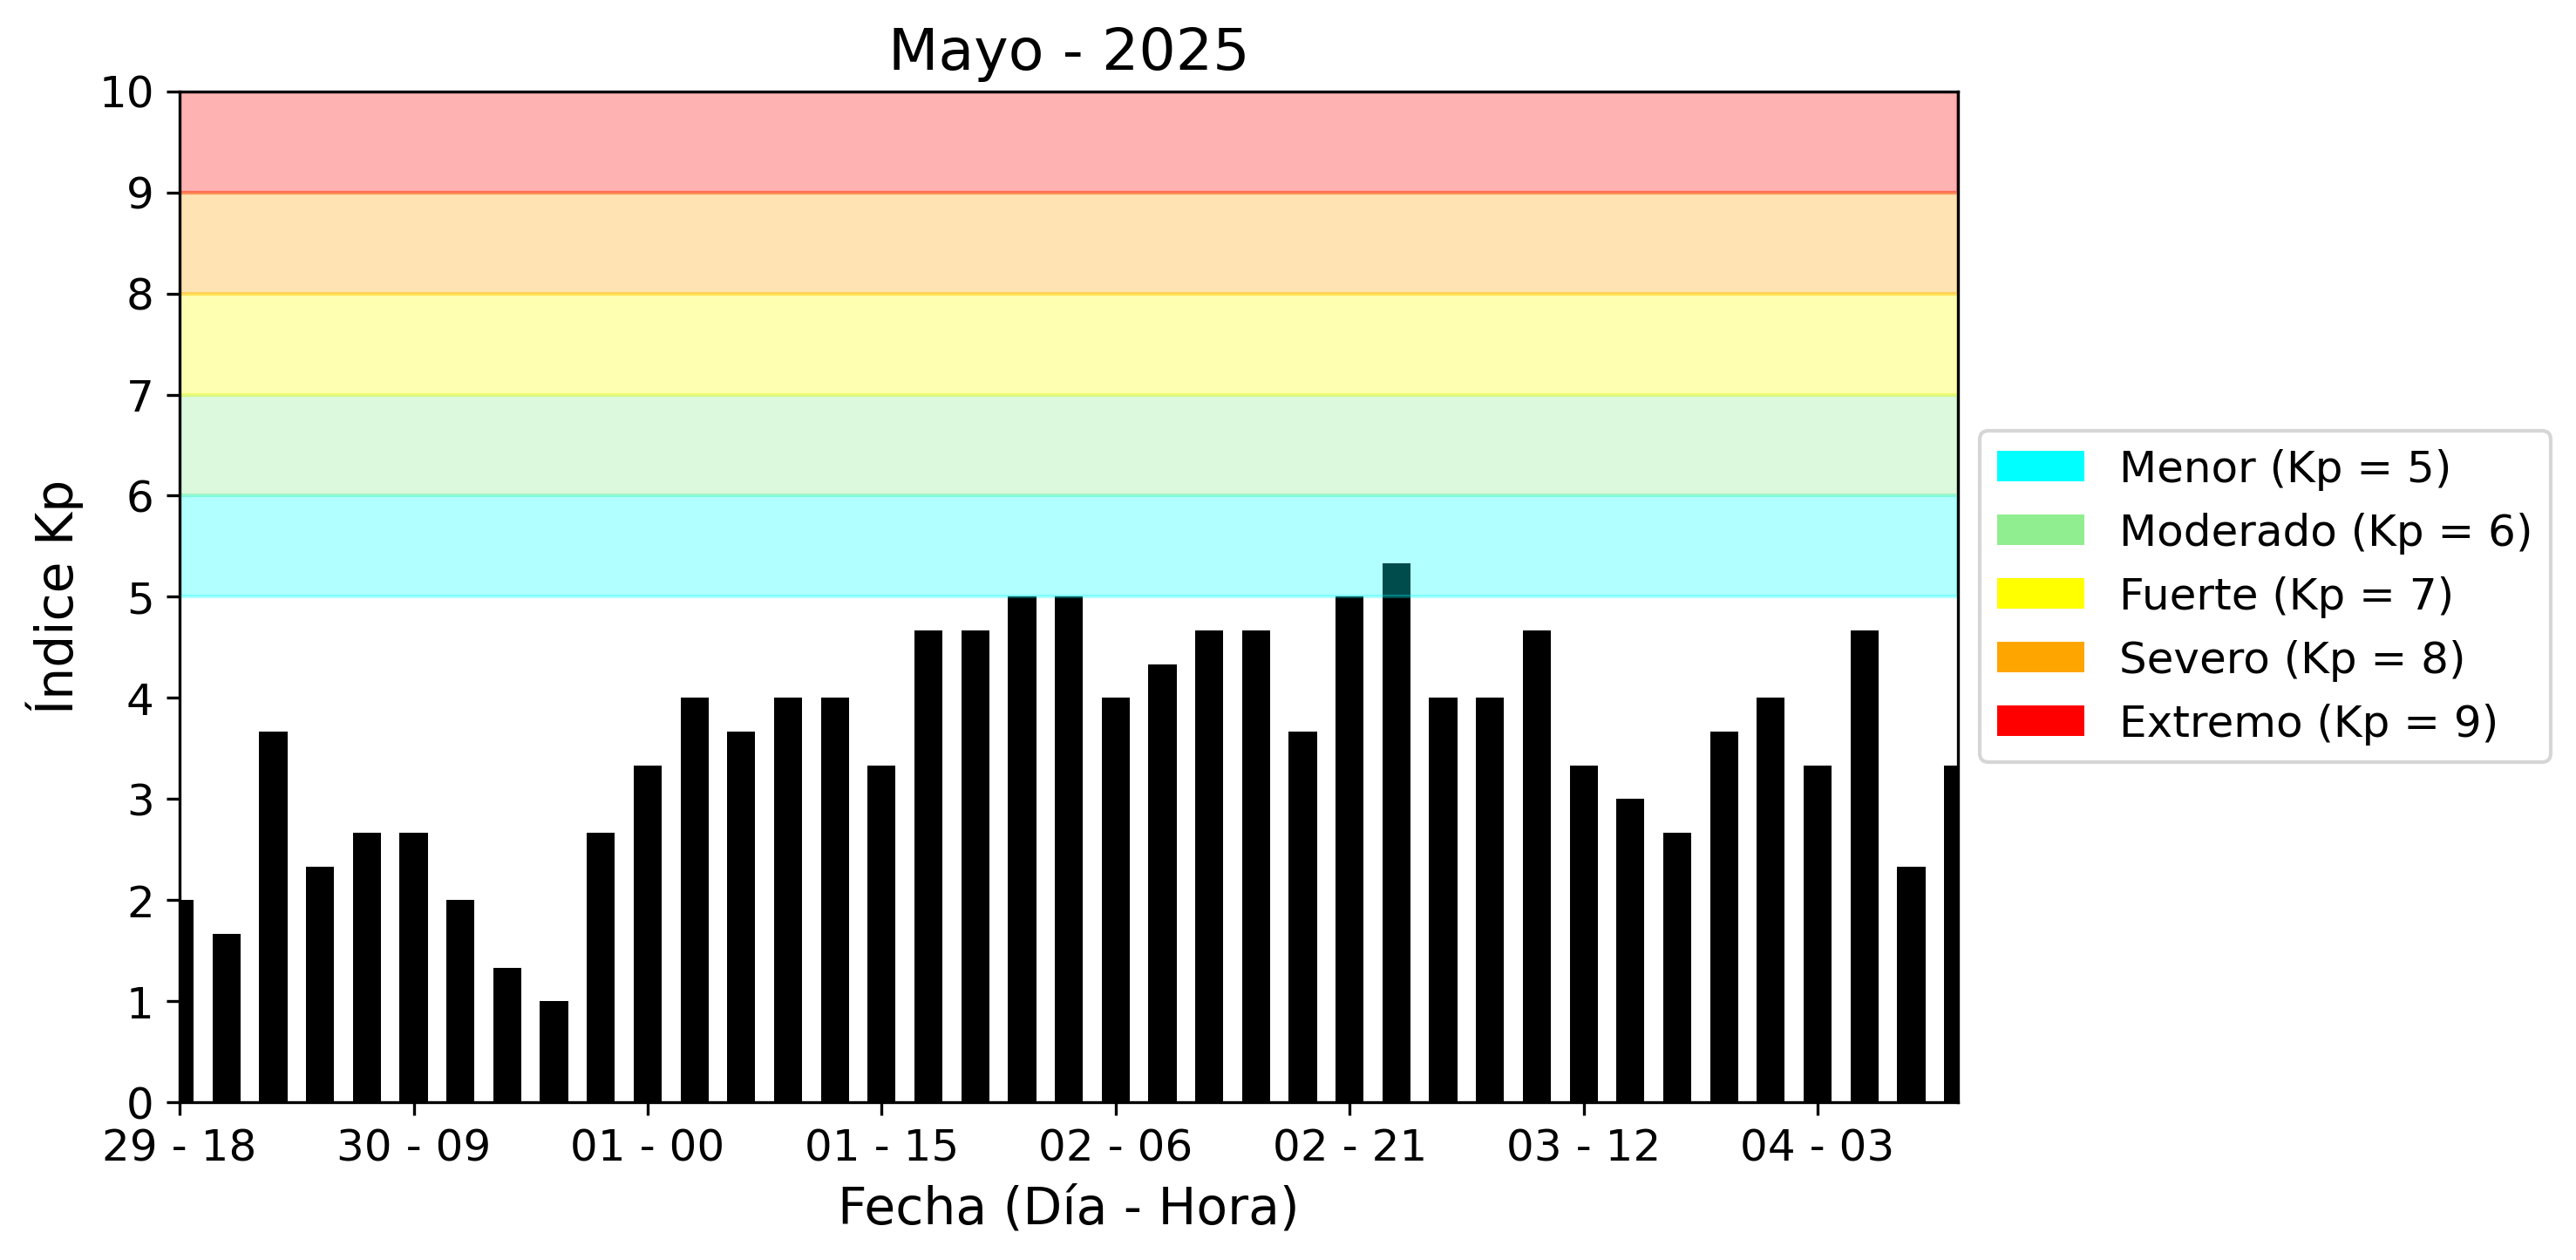 Mayo - 2025
10
9
8
7
6
5
4
3
2
1
0
Índice Kp
29 - 18
30 - 09
01 - 00
01 - 15
02 - 06
02 - 21
03 - 12
04 - 03
Fecha (Día - Hora)
Menor (Kp = 5)
Moderado (Kp = 6)
Fuerte (Kp = 7)
Severo (Kp = 8)
Extremo (Kp = 9)